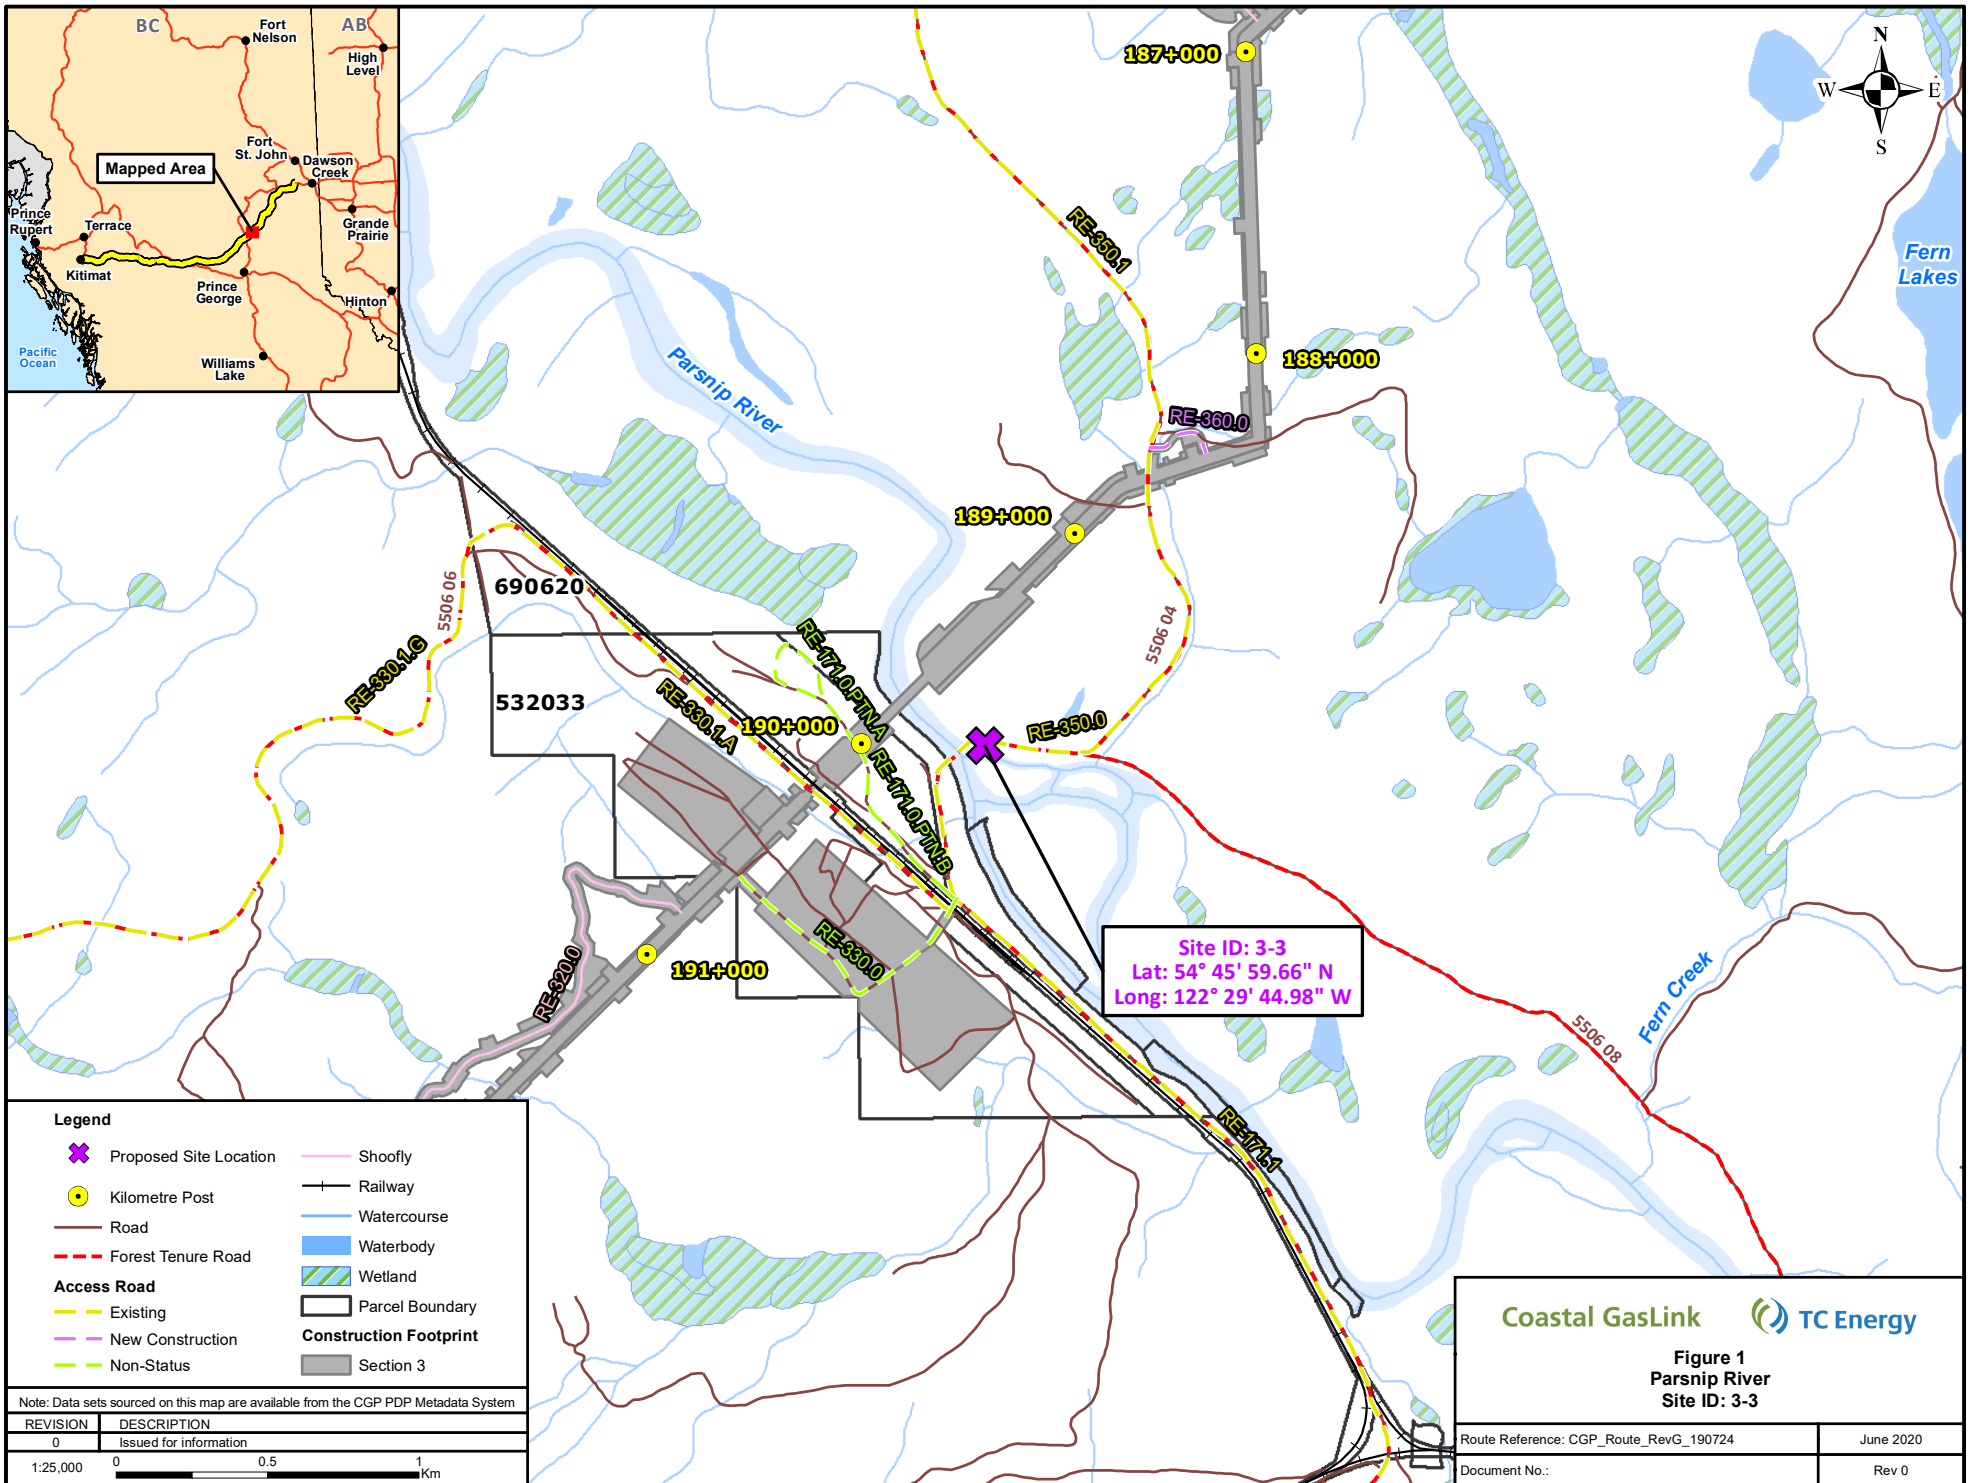 BC
AB
Fort
Nelson
High
Level
Fort
St. John
Dawson
Creek
Mapped Area
Grande
Prairie
Prince
Rupert
Terrace
Kitimat
Prince
George
Hinton
Pacific
Ocean
Williams
Lake
N
W
E
S
187+000
RE-350.1
Fern
Lakes
188+000
Parsnip River
RE-360.0
189+000
690620
5506 06
5506 04
RE-330.1.G
532033
RE-171.0.PTN.A
RE-330.1.A
190+000
RE-350.0
RE-171.0.PTN.B
RE-330.0
191+000
RE-320.0
Site ID: 3-3
Lat: 54° 45' 59.66" N
Long: 122° 29' 44.98" W
Fern Creek
5506 08
RE-171.1
Legend
Proposed Site Location
Kilometre Post
Road
Forest Tenure Road
Access Road
Existing
New Construction
Non-Status
Shoofly
Railway
Watercourse
Waterbody
Wetland
Parcel Boundary
Construction Footprint
Section 3
Note: Data sets sourced on this map are available from the CGP PDP Metadata System
REVISION DESCRIPTION
0 Issued for information
1:25,000 0 0.5 1 Km
Coastal GasLink TC Energy
Figure 1
Parsnip River
Site ID: 3-3
Route Reference: CGP_Route_RevG_190724 June 2020
Document No.: Rev 0